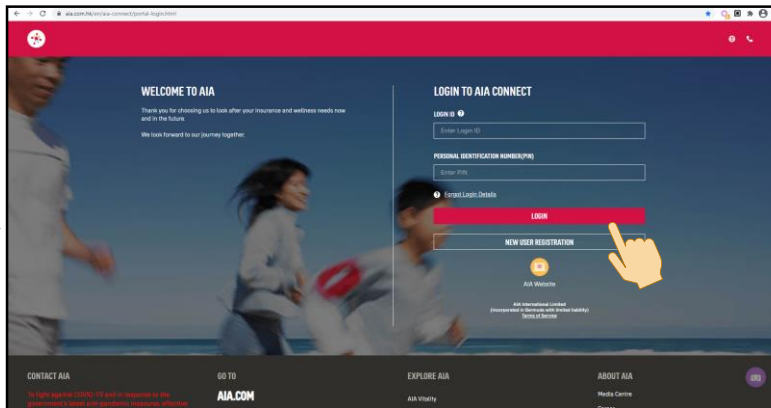 aia.com.hk/en/aia-connect/portal-login.html
WELCOME TO AIA
Thank you for choosing us to look after your insurance and wellness needs now
and in the future.
We look forward to our journey together.
LOGIN TO AIA CONNECT
LOGIN ID
Enter Login ID
PERSONAL IDENTIFICATION NUMBER(PIN)
Enter PIN
Forgot Login Details
LOGIN
NEW USER REGISTRATION
AIA Website
AIA International Limited
(Incorporated in Bermuda with limited liability)
Terms of Service
CONTACT AIA
To fight against COVID-19 and in response to the
government's latest anti-pandemic measures, effective
GO TO
AIA.COM
EXPLORE AIA
AIA Vitality
ABOUT AIA
Media Centre
Career